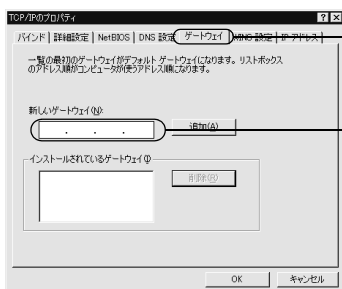 TCP/IPのプロパティ
バインド 詳細設定 NetBIOS DNS 設定 ゲートウェイ WINS 設定 IP アドレス
一覧の最初のゲートウェイがデフォルト ゲートウェイになります。リストボックス
のアドレス順がコンピュータが使うアドレス順になります。
新しいゲートウェイ(N):
. . .
追加(A)
インストールされているゲートウェイ(I)
削除(R)
OK キャンセル